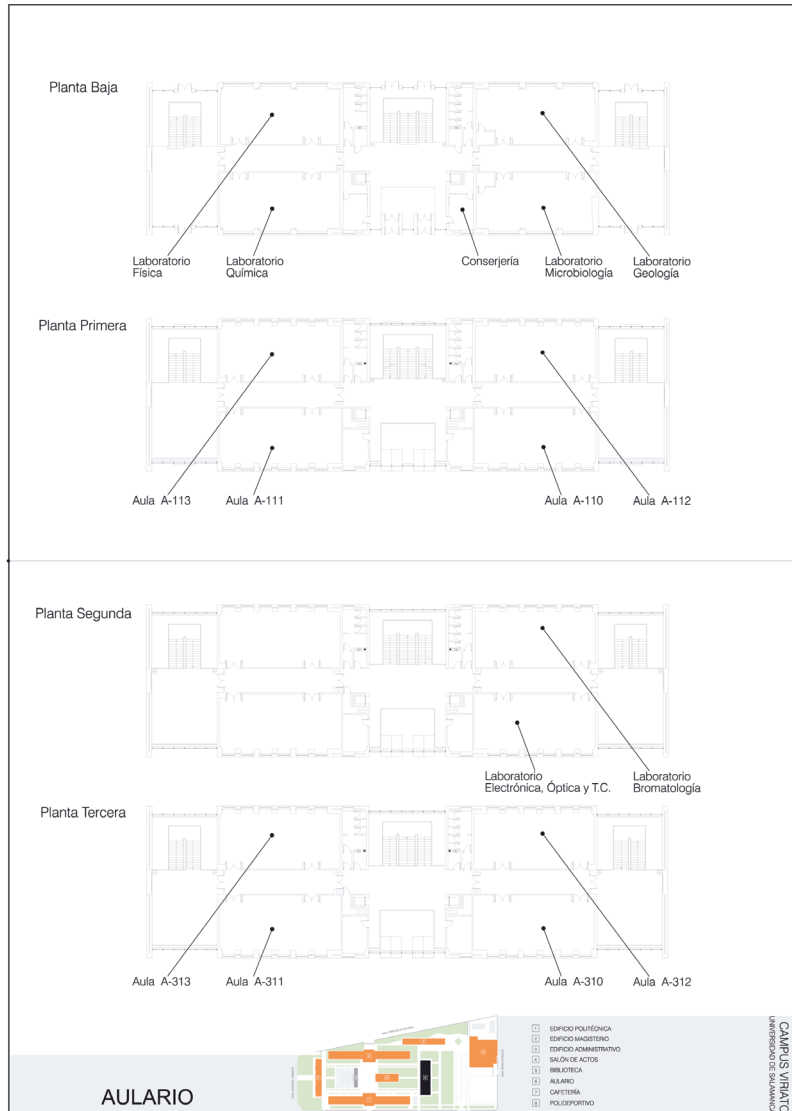 Planta Baja
Laboratorio
Física
Laboratorio
Química
Conserjería
Laboratorio
Microbiología
Laboratorio
Geología
Planta Primera
Aula A-113
Aula A-111
Aula A-110
Aula A-112
Planta Segunda
Laboratorio
Electrónica, Óptica y T.C.
Laboratorio
Bromatología
Planta Tercera
Aula A-313
Aula A-311
Aula A-310
Aula A-312
AULARIO
1 EDIFICIO POLITÉCNICA
2 EDIFICIO MAGISTERIO
3 EDIFICIO ADMINISTRATIVO
4 SALÓN DE ACTOS
5 BIBLIOTECA
6 AULARIO
7 CAFETERÍA
8 POLIDEPORTIVO
CAMPUS VIRIATO
UNIVERSIDAD DE SALAMANCA